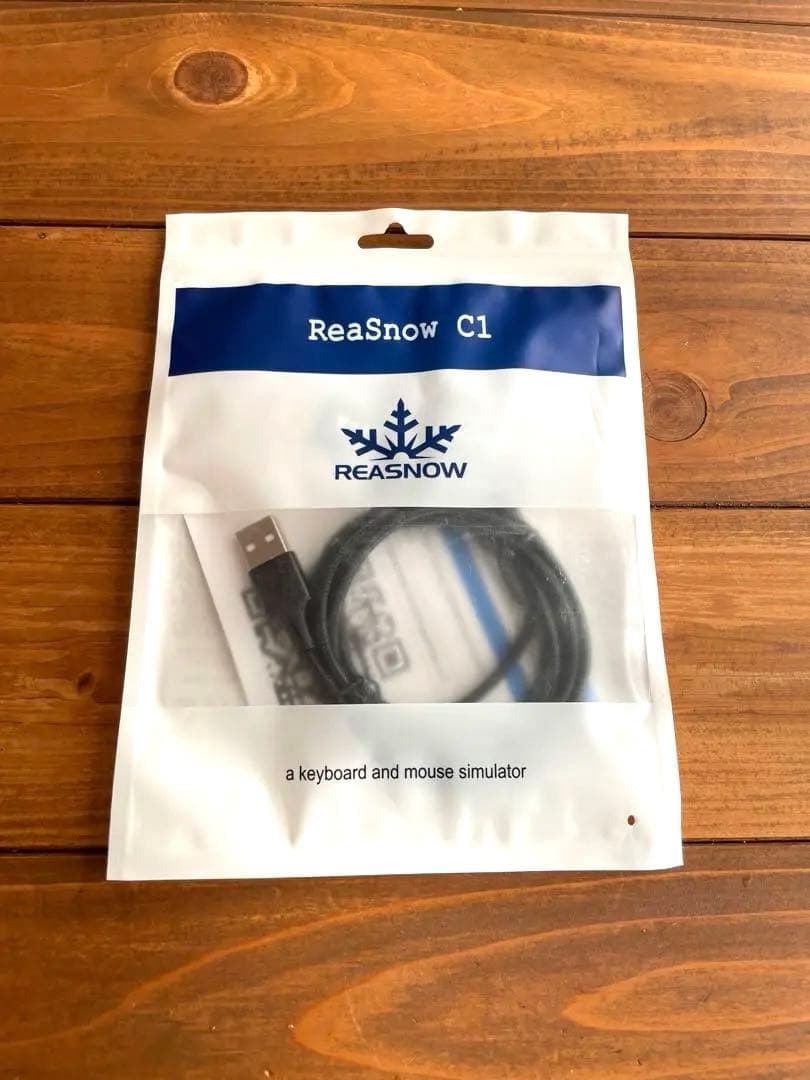 ReaSnow C1
REASNOW
a keyboard and mouse simulator